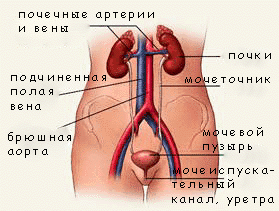 почечные артерии
и вены
почки
подчиненная
полая
вена
мочеточник
брюшная
аорта
мочевой
пузырь
мочеиспуска-
тельный
канал, уретра